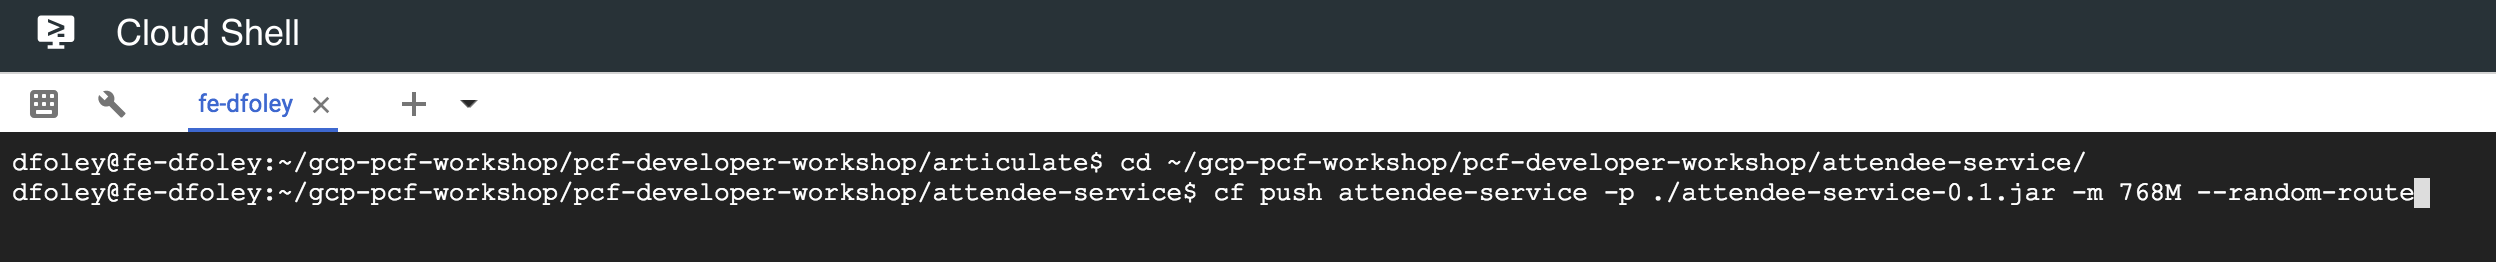 Cloud Shell
fe-dfoley
dfoley@fe-dfoley:~/gcp-pcf-workshop/pcf-developer-workshop/articulate$ cd ~/gcp-pcf-workshop/pcf-developer-workshop/attendee-service/
dfoley@fe-dfoley:~/gcp-pcf-workshop/pcf-developer-workshop/attendee-service$ cf push attendee-service -p ./attendee-service-0.1.jar -m 768M --random-route